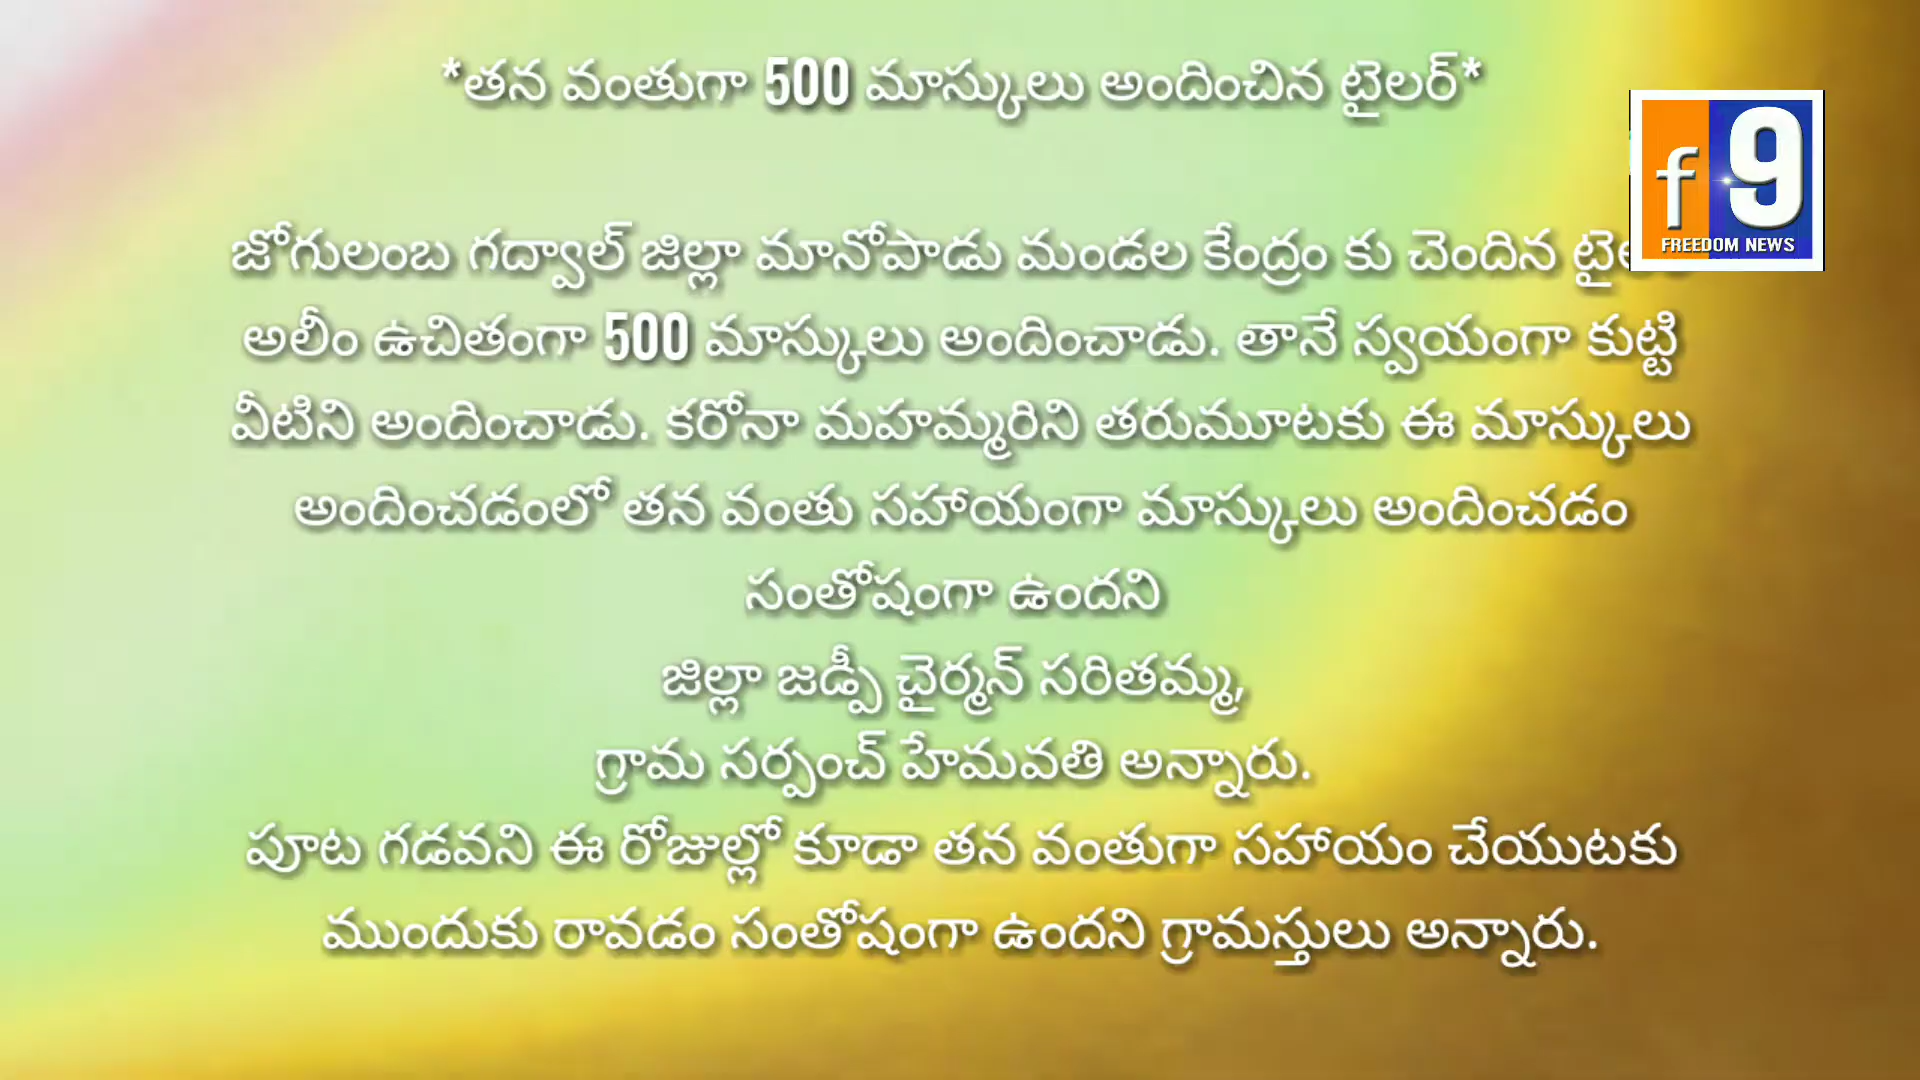 *తన వంతుగా 500 మాస్కులు అందించిన టైలర్*
జోగులంబ గద్వాల్ జిల్లా మానోపాడు మండల కేంద్రం కు చెందిన
అలీం ఉచితంగా 500 మాస్కులు అందించాడు. తానే స్వయంగా కుట్టి
వీటిని అందించాడు. కరోనా మహమ్మరిని తరుమూటకు ఈ మాస్కులు
అందించడంలో తన వంతు సహాయంగా మాస్కులు అందించడం
సంతోషంగా ఉందని
జిల్లా జడ్పీ చైర్మన్ సరితమ్మ,
గ్రామ సర్పంచ్ హేమవతి అన్నారు.
పూట గడవని ఈ రోజుల్లో కూడా తన వంతుగా సహాయం చేయుటకు
ముందుకు రావడం సంతోషంగా ఉందని గ్రామస్తులు అన్నారు.
f9
FREEDOM NEWS